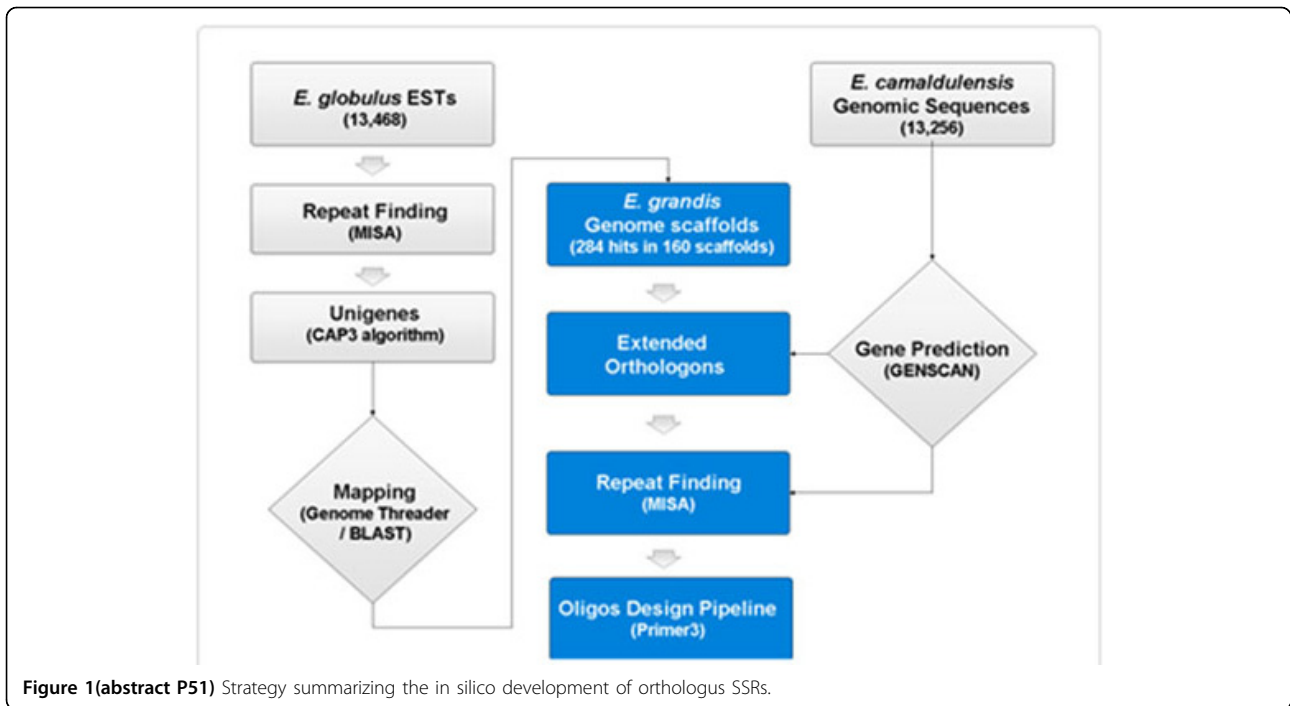 E. globulus ESTs
(13,468)
Repeat Finding
(MISA)
Unigenes
(CAP3 algorithm)
Mapping
(Genome Threader
/ BLAST)
E. grandis
Genome scaffolds
(284 hits in 160 scaffolds)
Extended
Orthologons
Repeat Finding
(MISA)
Oligos Design Pipeline
(Primer3)
E. camaldulensis
Genomic Sequences
(13,256)
Gene Prediction
(GENSCAN)
Figure 1(abstract P51) Strategy summarizing the in silico development of orthologus SSRs.